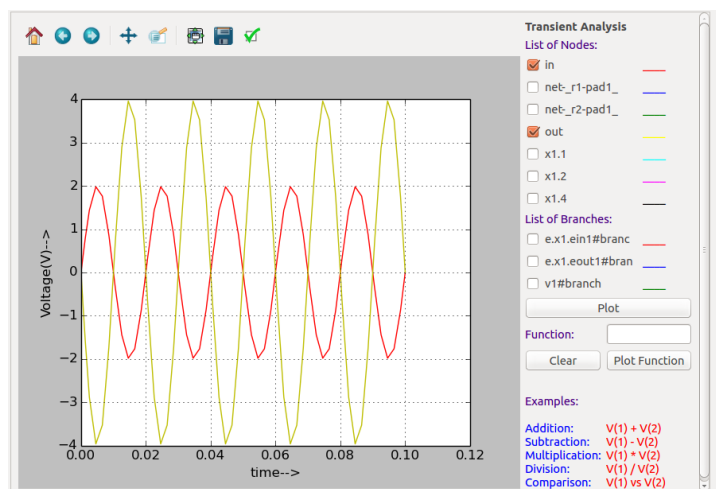 Transient Analysis
List of Nodes:
in
net-_r1-pad1_
net-_r2-pad1_
out
x1.1
x1.2
x1.4
List of Branches:
e.x1.ein1#branc
e.x1.eout1#bran
v1#branch
Plot
Function:
Clear
Plot Function
Examples:
Addition: V(1) + V(2)
Subtraction: V(1) - V(2)
Multiplication: V(1) * V(2)
Division: V(1) / V(2)
Comparison: V(1) vs V(2)
Voltage(V)-->
4
3
2
1
0
−1
−2
−3
−4
0.00 0.02 0.04 0.06 0.08 0.10 0.12
time-->